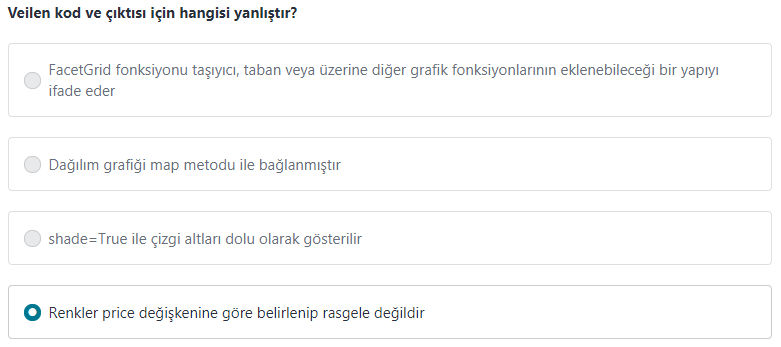 Veilen kod ve çıktısı için hangisi yanlıştır?
FacetGrid fonksiyonu taşıyıcı, taban veya üzerine diğer grafik fonksiyonlarının eklenebileceği bir yapıyı
ifade eder
Dağılım grafiği map metodu ile bağlanmıştır
shade=True ile çizgi altları dolu olarak gösterilir
Renkler price değişkenine göre belirlenip rasgele değildir